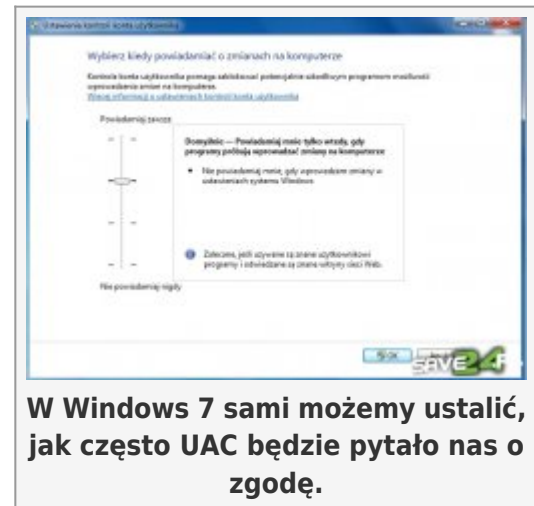 Ustawienia kontroli konta użytkownika
Wybierz kiedy powiadamiać o zmianach na komputerze
Kontrola konta użytkownika pomaga zablokować potencjalnie szkodliwym programom możliwość
wprowadzania zmian na komputerze.
Więcej informacji o ustawieniach kontroli konta użytkownika
Powiadamiaj zawsze
Domyślnie — Powiadamiaj mnie tylko wtedy, gdy
programy próbują wprowadzać zmiany na komputerze
Nie powiadamiaj mnie, gdy wprowadzam zmiany w
ustawieniach systemu Windows
Zalecane, jeśli używane są znane użytkownikowi
programy i odwiedzane są znane witryny sieci Web.
Nie powiadamiaj nigdy
OK
SAVE24
W Windows 7 sami możemy ustalić,
jak często UAC będzie pytało nas o
zgodę.